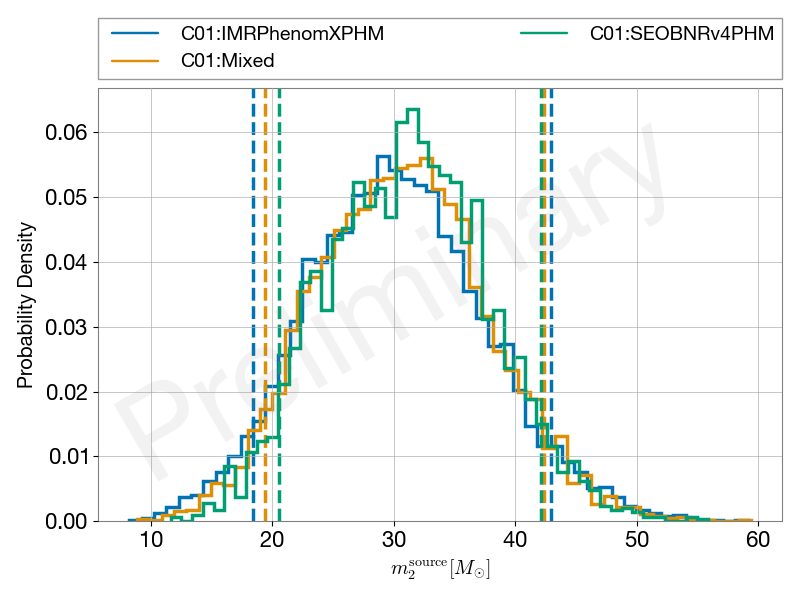 C01:IMRPhenomXPHM
C01:Mixed
C01:SEOBNRv4PHM
Preliminary
Probability Density
0.06
0.05
0.04
0.03
0.02
0.01
0.00
10 20 30 40 50 60
m₂^source [M⊙]